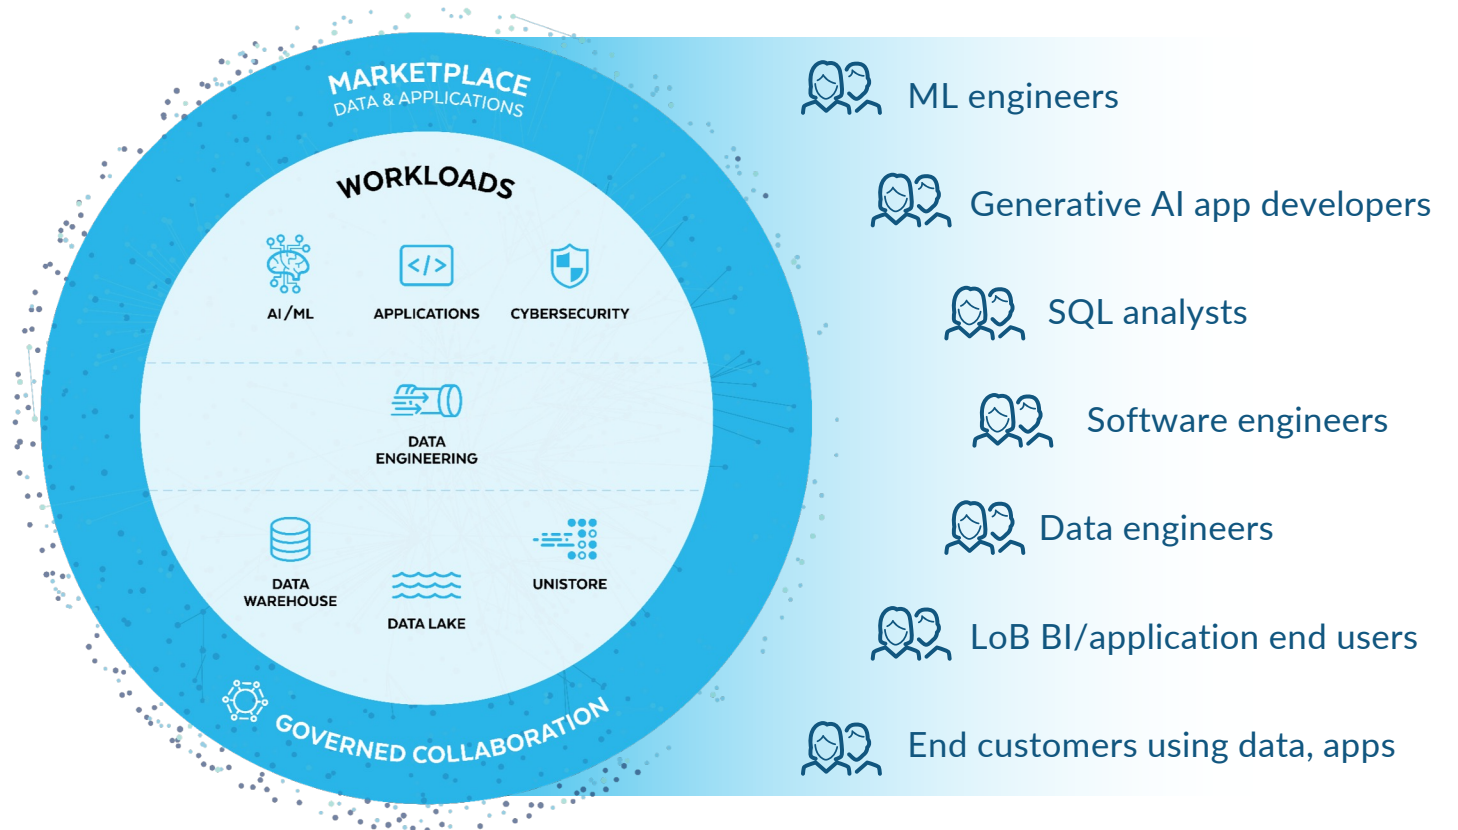 MARKETPLACE
DATA & APPLICATIONS
WORKLOADS
AI/ML
APPLICATIONS
CYBERSECURITY
DATA
ENGINEERING
DATA
WAREHOUSE
DATA LAKE
UNISTORE
GOVERNED COLLABORATION
ML engineers
Generative AI app developers
SQL analysts
Software engineers
Data engineers
LoB BI/application end users
End customers using data, apps